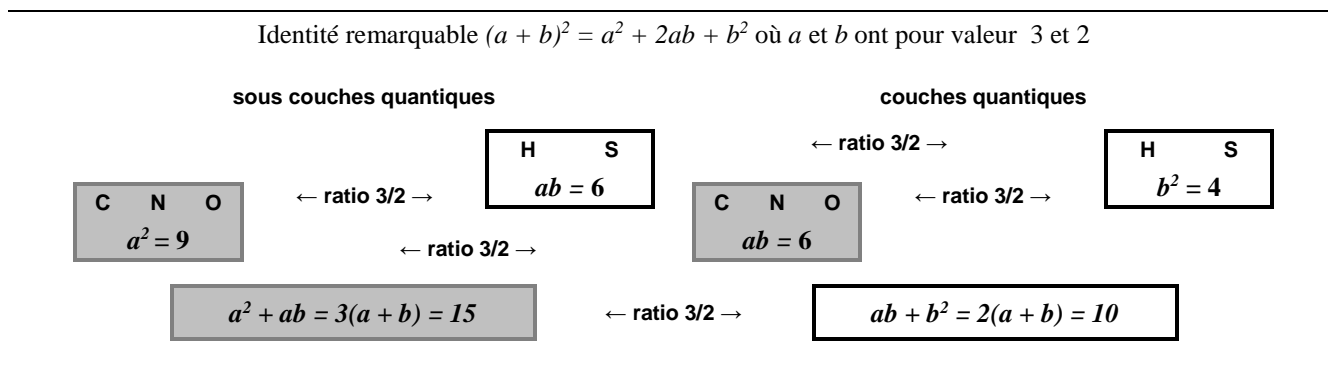 Identité remarquable (a + b)² = a² + 2ab + b² où a et b ont pour valeur 3 et 2
sous couches quantiques couches quantiques
← ratio 3/2 →
H S H S
ab = 6 b² = 4
C N O ← ratio 3/2 → C N O ← ratio 3/2 →
a² = 9 ab = 6
← ratio 3/2 →
a² + ab = 3(a + b) = 15 ← ratio 3/2 → ab + b² = 2(a + b) = 10